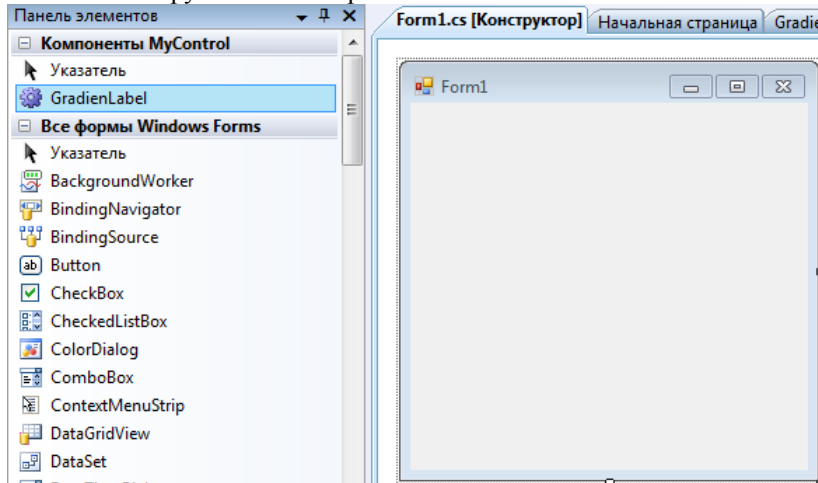 Панель элементов
Компоненты MyControl
Указатель
GradienLabel
Все формы Windows Forms
Указатель
BackgroundWorker
BindingNavigator
BindingSource
Button
CheckBox
CheckedListBox
ColorDialog
ComboBox
ContextMenuStrip
DataGridView
DataSet
Form1.cs [Конструктор] Начальная страница Gradie
Form1